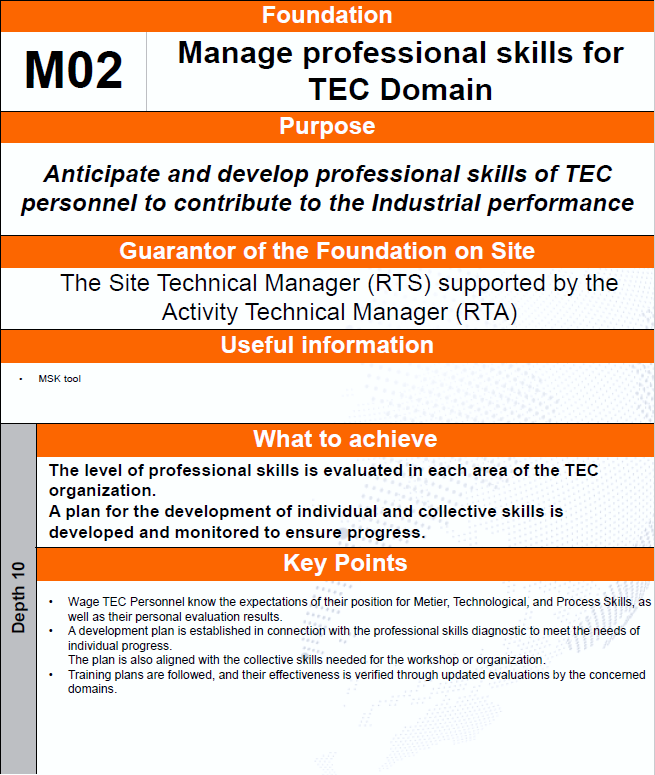 Foundation
M02
Manage professional skills for
TEC Domain
Purpose
Anticipate and develop professional skills of TEC
personnel to contribute to the Industrial performance
Guarantor of the Foundation on Site
The Site Technical Manager (RTS) supported by the
Activity Technical Manager (RTA)
Useful information
• MSK tool
Depth 10
What to achieve
The level of professional skills is evaluated in each area of the TEC
organization.
A plan for the development of individual and collective skills is
developed and monitored to ensure progress.
Key Points
• Wage TEC Personnel know the expectations of their position for Metier, Technological, and Process Skills, as
well as their personal evaluation results.
• A development plan is established in connection with the professional skills diagnostic to meet the needs of
individual progress.
The plan is also aligned with the collective skills needed for the workshop or organization.
• Training plans are followed, and their effectiveness is verified through updated evaluations by the concerned
domains.